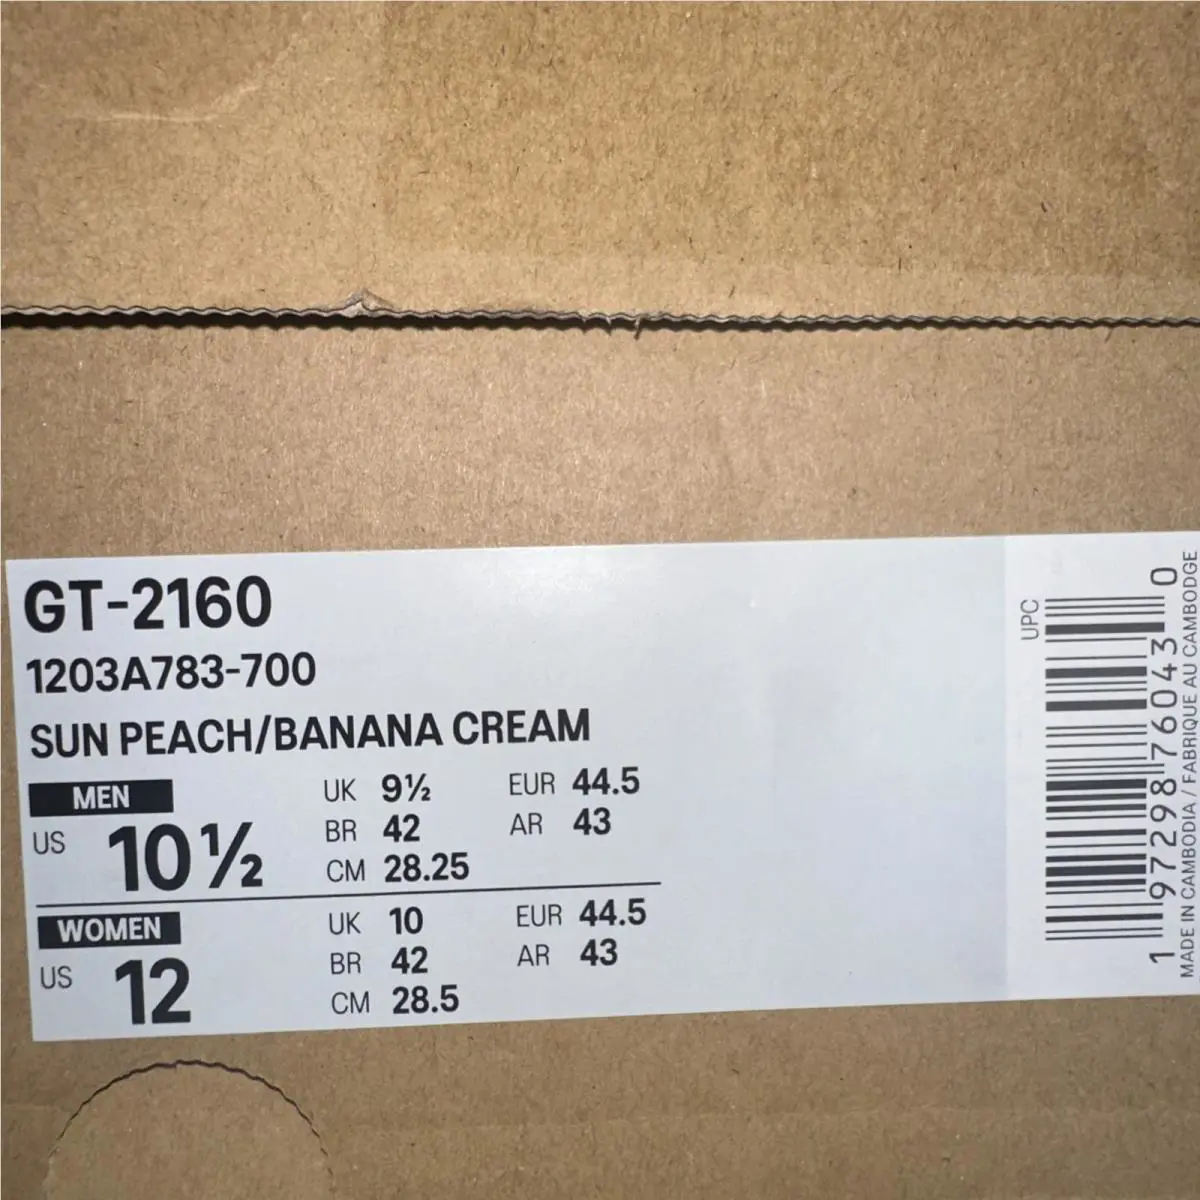 GT-2160
1203A783-700
SUN PEACH/BANANA CREAM
MEN
US 10½
UK 9½ EUR 44.5
BR 42 AR 43
CM 28.25
WOMEN
US 12
UK 10 EUR 44.5
BR 42 AR 43
CM 28.5
UPC
1 97298 76043 0
MADE IN CAMBODIA / FABRIQUE AU CAMBODGE